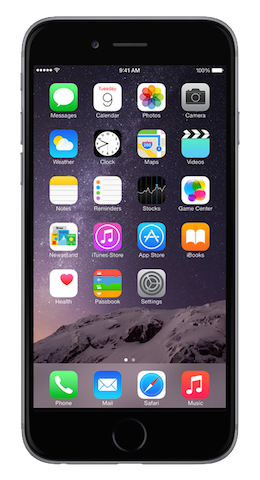 9:41 AM 100%
Tuesday
9
Messages Calendar Photos Camera
280
Weather Clock Maps Videos
Notes Reminders Stocks Game Center
Newsstand iTunes Store App Store iBooks
Health Passbook Settings
Phone Mail Safari Music